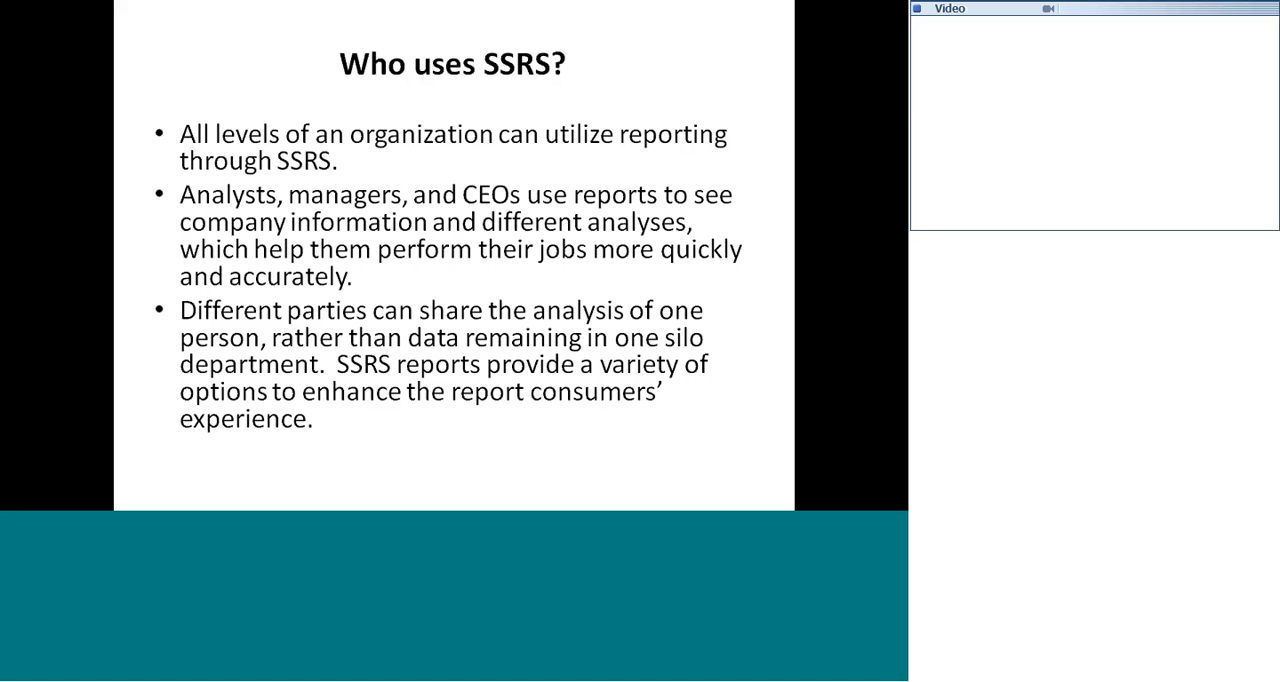 Video
Who uses SSRS?
• All levels of an organization can utilize reporting
through SSRS.
• Analysts, managers, and CEOs use reports to see
company information and different analyses,
which help them perform their jobs more quickly
and accurately.
• Different parties can share the analysis of one
person, rather than data remaining in one silo
department.  SSRS reports provide a variety of
options to enhance the report consumers’
experience.